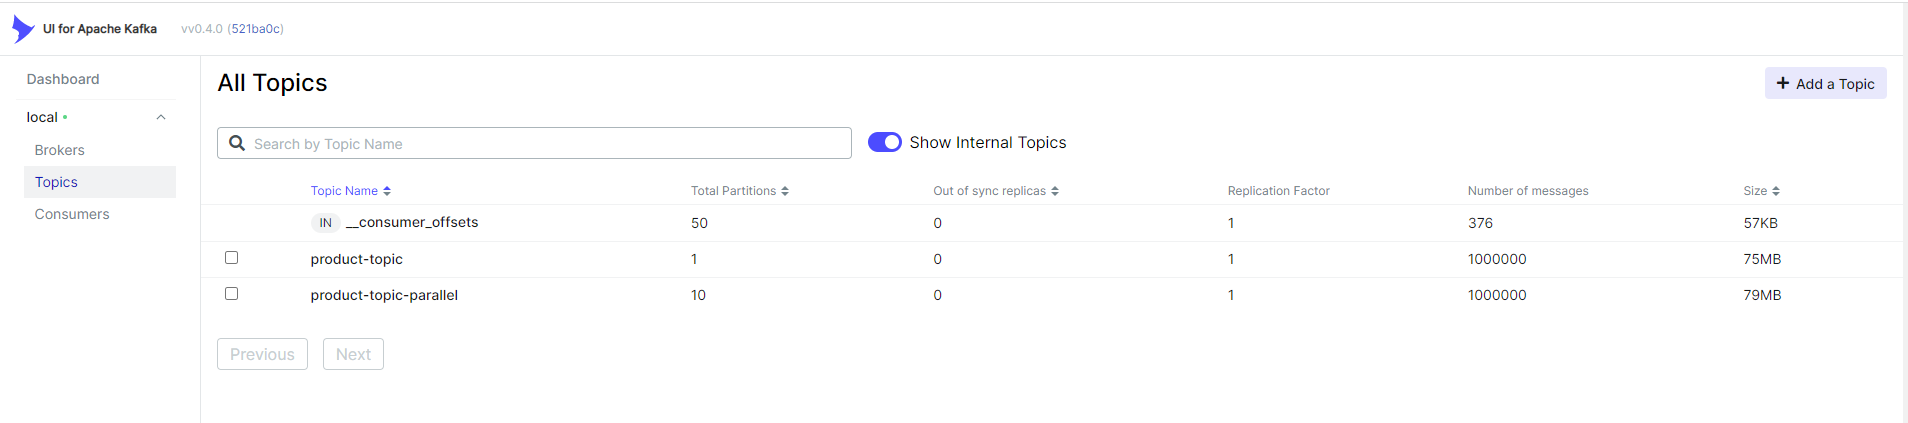 UI for Apache Kafka vv0.4.0 (521ba0c)
Dashboard
local
Brokers
Topics
Consumers
All Topics
Add a Topic
Search by Topic Name
Show Internal Topics
Topic Name Total Partitions Out of sync replicas Replication Factor Number of messages Size
IN __consumer_offsets 50 0 1 376 57KB
product-topic 1 0 1 1000000 75MB
product-topic-parallel 10 0 1 1000000 79MB
Previous Next